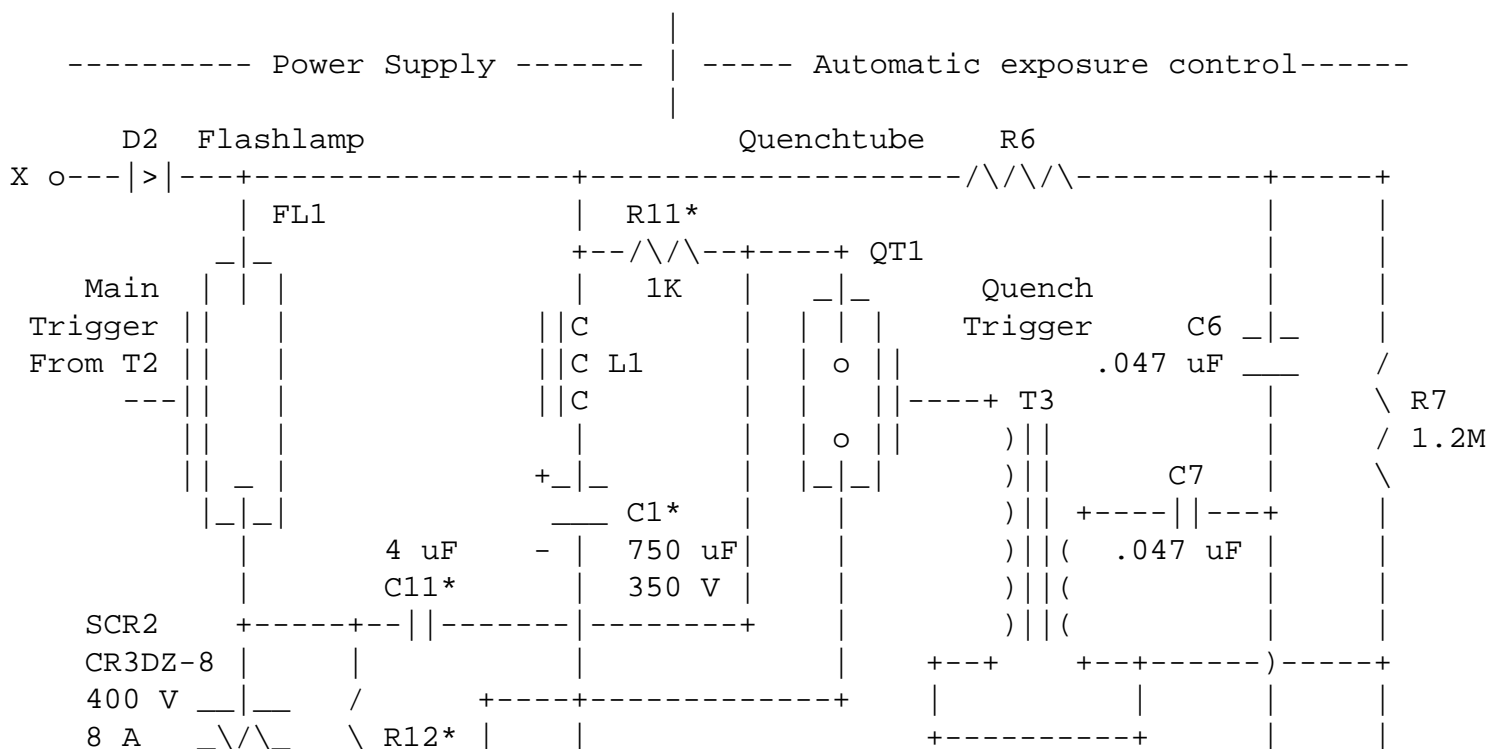 Power Supply Automatic exposure control
D2 Flashlamp Quenchtube R6
X
FL1 R11*
QT1
Main 1K Quench
Trigger Trigger C6
From T2 L1 .047 uF
T3 R7
1.2M
C7
C1*
4 uF - 750 uF .047 uF
C11* 350 V
SCR2
CR3DZ-8
400 V
8 A R12*